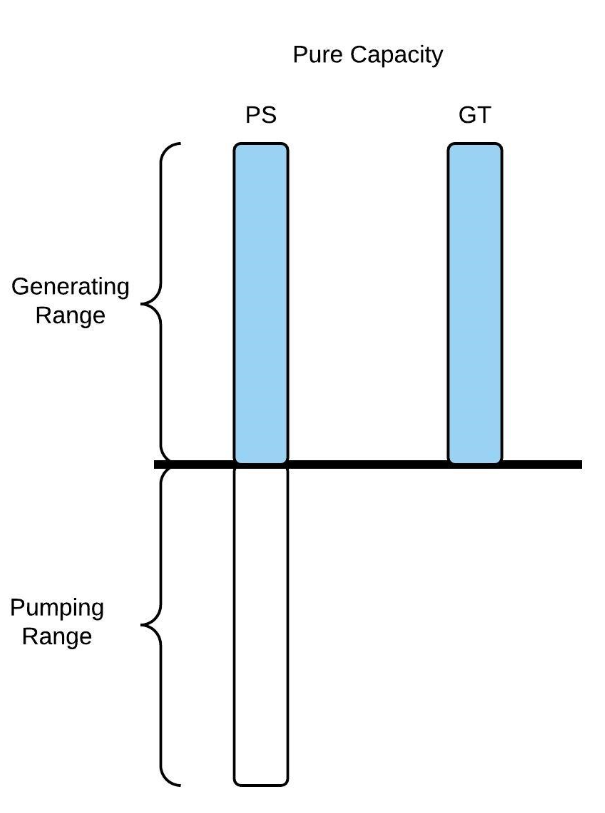 Pure Capacity
PS
GT
Generating
Range
Pumping
Range